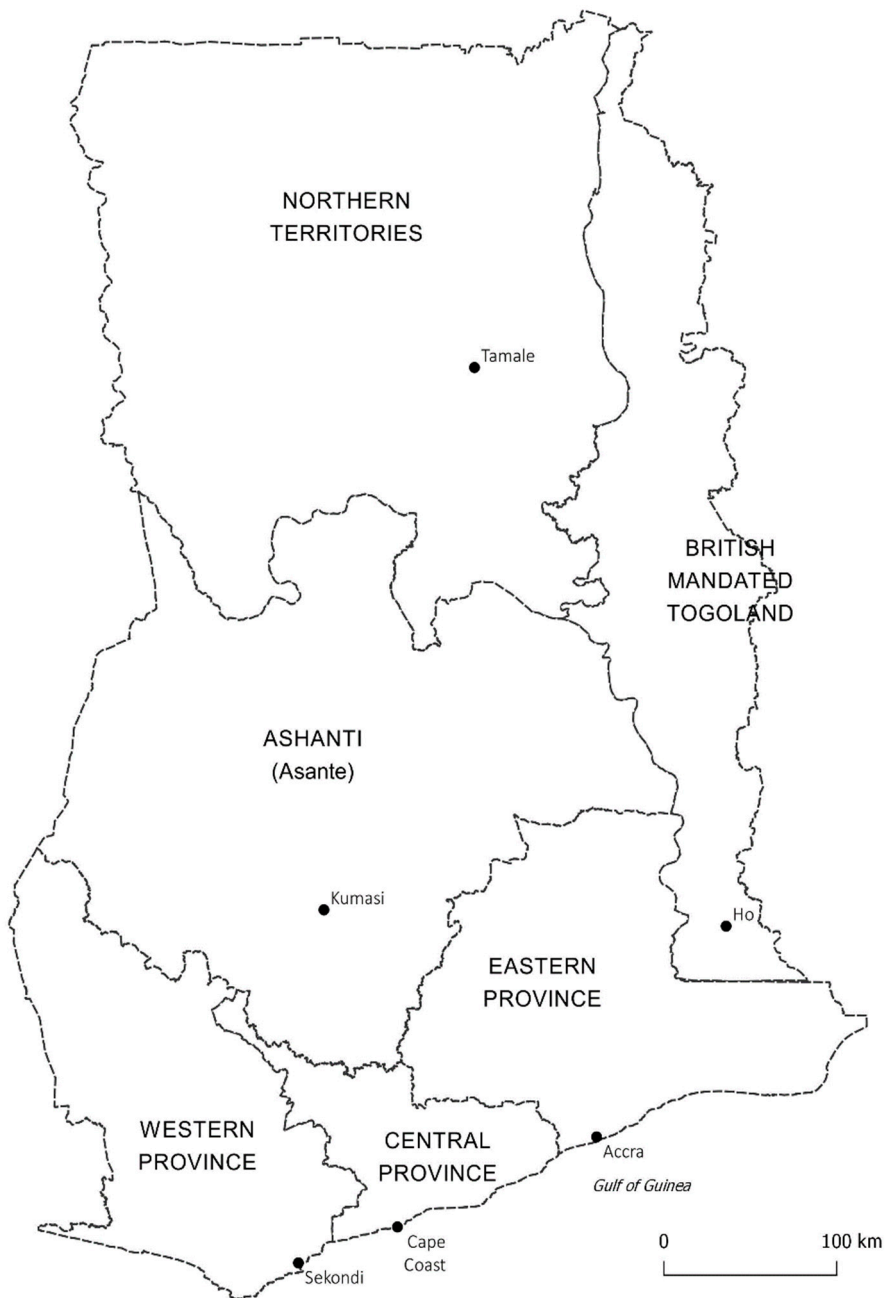 NORTHERN
TERRITORIES
Tamale
BRITISH
MANDATED
TOGOLAND
ASHANTI
(Asante)
Kumasi
Ho
EASTERN
PROVINCE
WESTERN
PROVINCE
CENTRAL
PROVINCE
Accra
Gulf of Guinea
Cape
Coast
Sekondi
0 100 km